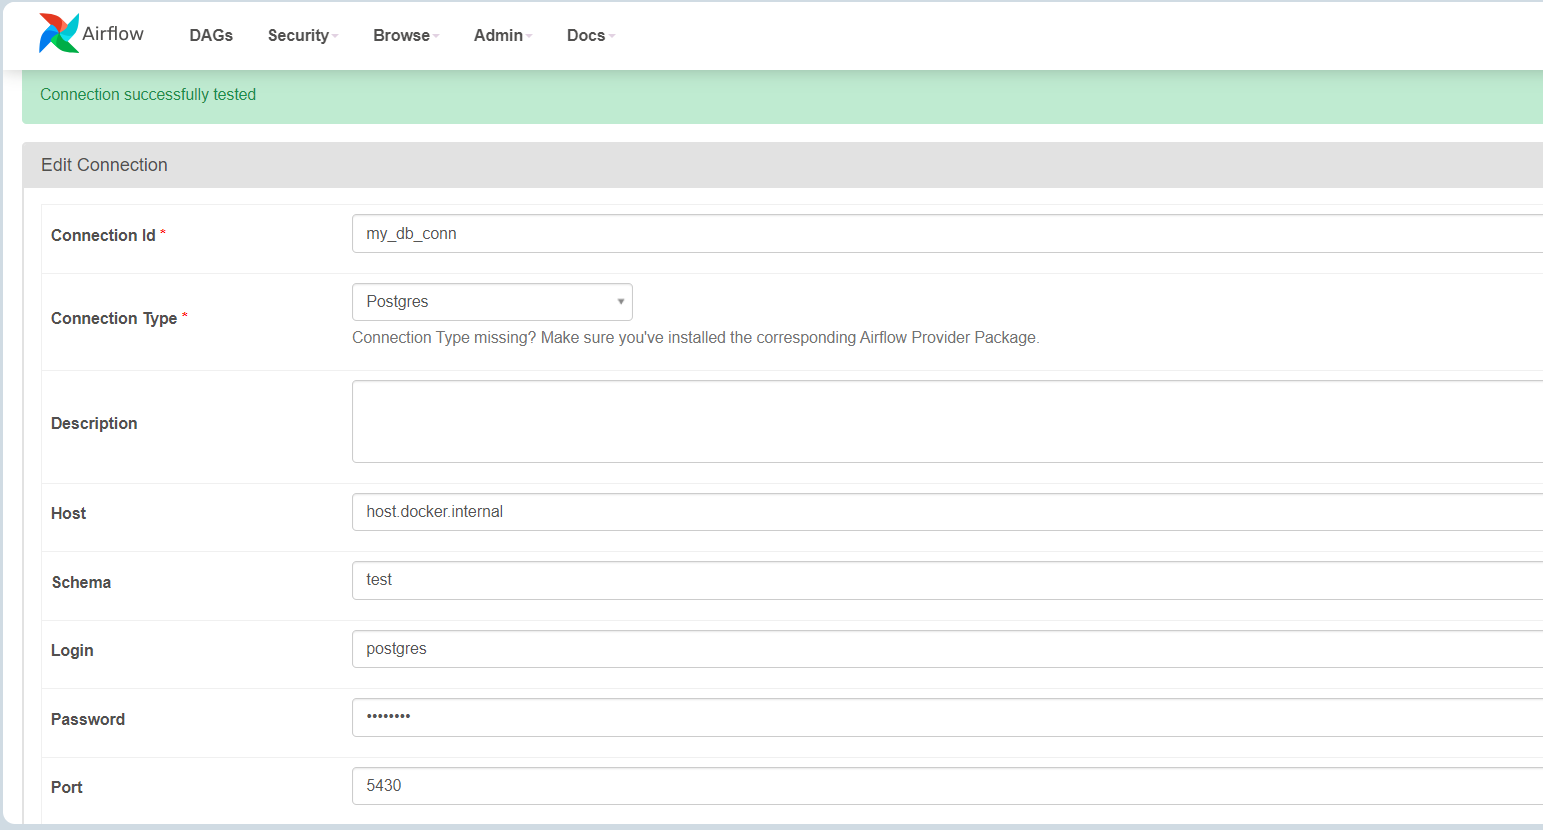 Airflow DAGs Security Browse Admin Docs
Connection successfully tested
Edit Connection
Connection Id * my_db_conn
Connection Type * Postgres
Connection Type missing? Make sure you've installed the corresponding Airflow Provider Package.
Description
Host host.docker.internal
Schema test
Login postgres
Password ••••••••
Port 5430